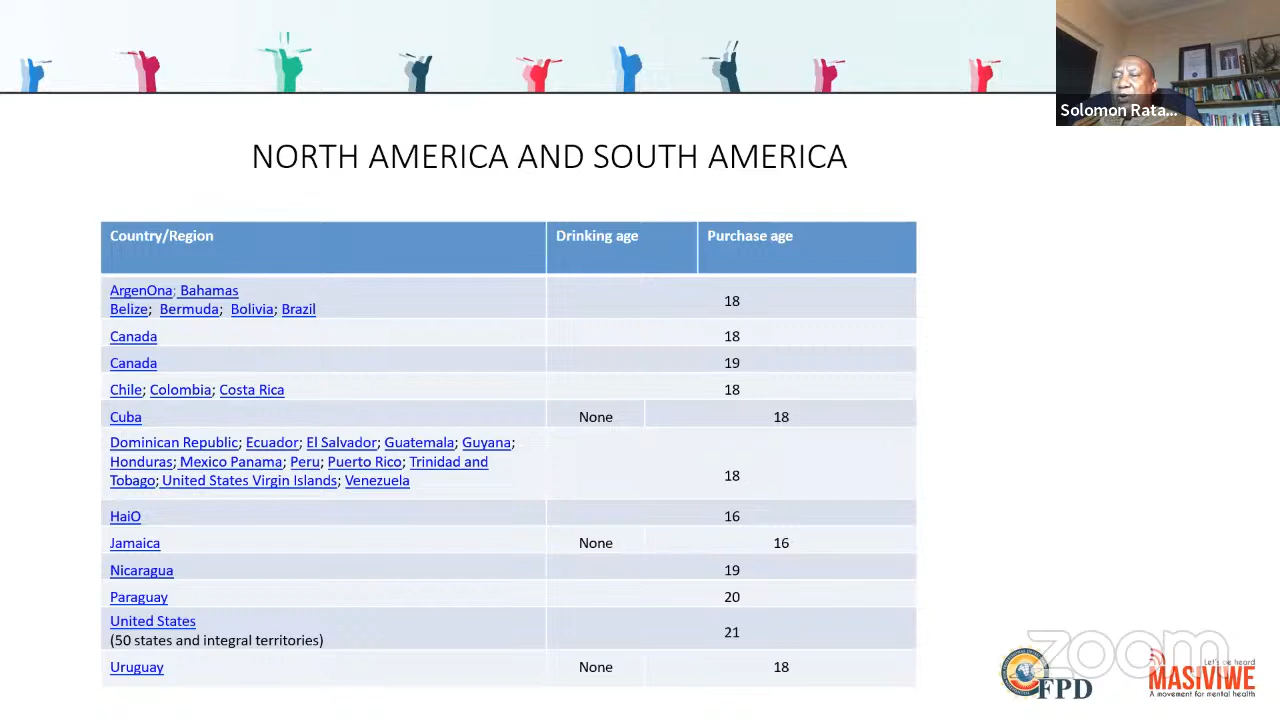 Solomon Rata...
NORTH AMERICA AND SOUTH AMERICA
Country/Region Drinking age Purchase age
ArgenOna; Bahamas
Belize; Bermuda; Bolivia; Brazil 18
Canada 18
Canada 19
Chile; Colombia; Costa Rica 18
Cuba None 18
Dominican Republic; Ecuador; El Salvador; Guatemala; Guyana;
Honduras; Mexico Panama; Peru; Puerto Rico; Trinidad and
Tobago; United States Virgin Islands; Venezuela 18
HaiO 16
Jamaica None 16
Nicaragua 19
Paraguay 20
United States
(50 states and integral territories) 21
Uruguay None 18
zoom
FPD
Let's be heard
MASIVIWE
A movement for mental health